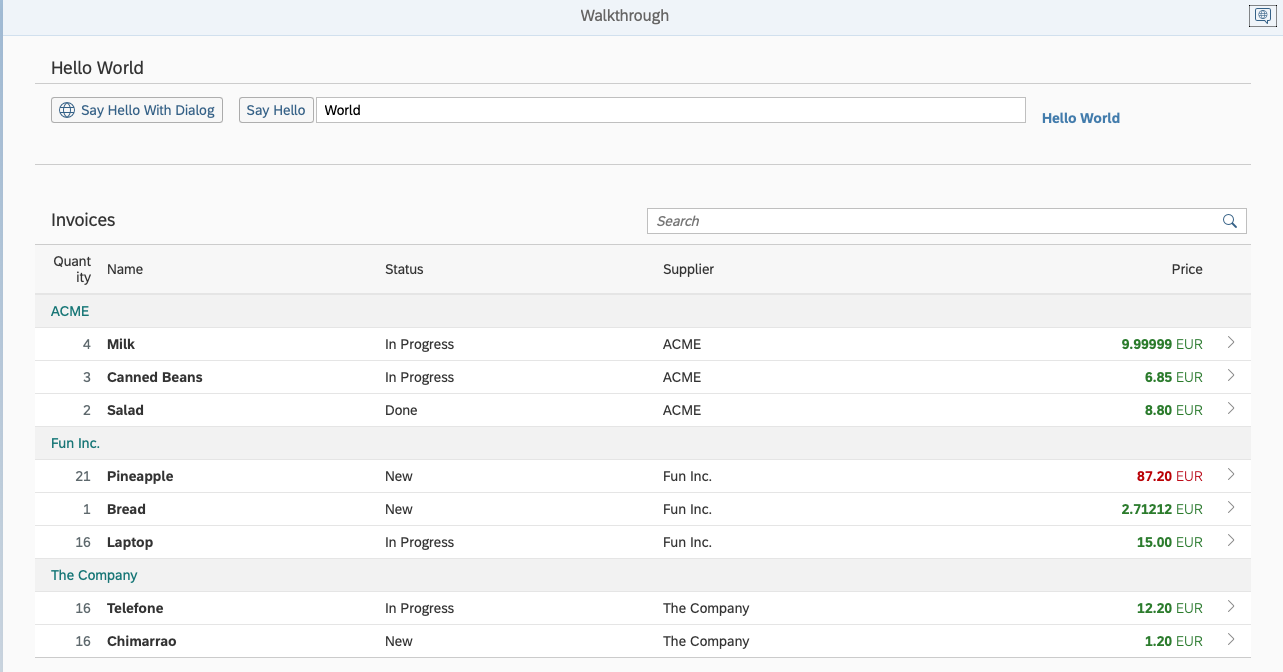 Walkthrough
Hello World
Say Hello With Dialog Say Hello World Hello World
Invoices Search
Quant
ity Name Status Supplier Price
ACME
4 Milk In Progress ACME 9.99999 EUR
3 Canned Beans In Progress ACME 6.85 EUR
2 Salad Done ACME 8.80 EUR
Fun Inc.
21 Pineapple New Fun Inc. 87.20 EUR
1 Bread New Fun Inc. 2.71212 EUR
16 Laptop In Progress Fun Inc. 15.00 EUR
The Company
16 Telefone In Progress The Company 12.20 EUR
16 Chimarrao New The Company 1.20 EUR